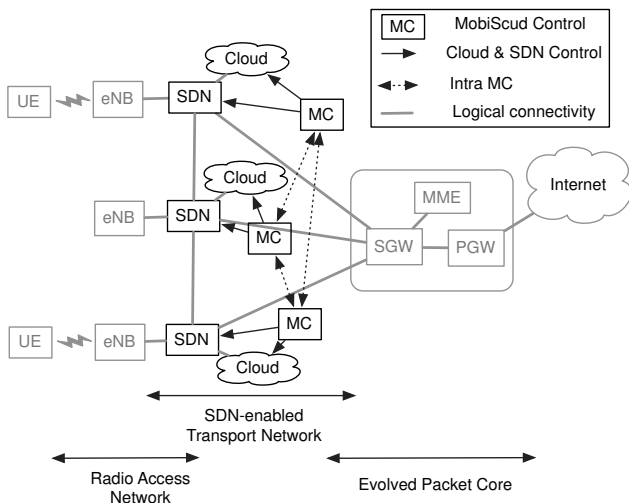 MC MobiScud Control
Cloud & SDN Control
Intra MC
Logical connectivity
Cloud
UE
eNB
SDN
MC
Cloud
Internet
MME
eNB
SDN
MC
SGW
PGW
UE
eNB
SDN
MC
Cloud
SDN-enabled
Transport Network
Radio Access
Network
Evolved Packet Core